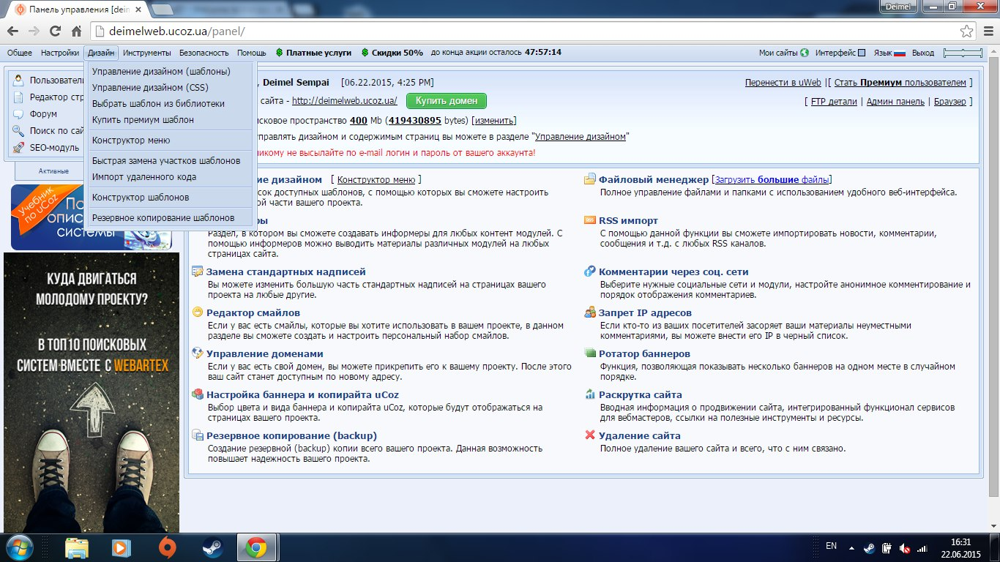 Панель управления [dein
Deimel
deimelweb.ucoz.ua/panel/
Общее Настройки Дизайн Инструменты Безопасность Помощь Платные услуги Скидки 50% до конца акции осталось 47:57:14 Мои сайты Интерфейс Язык Выход
Управление дизайном (шаблоны)
Управление дизайном (CSS)
Выбрать шаблон из библиотеки
Купить премиум шаблон
Конструктор меню
Быстрая замена участков шаблонов
Импорт удаленного кода
Конструктор шаблонов
Резервное копирование шаблонов
Пользователи
Редактор стр
Форум
Поиск по сай
SEO-модуль
Активные
, Deimel Sempai [06.22.2015, 4:25 PM]
Перенести в uWeb |[ Стать Премиум пользователем ]
сайта - http://deimelweb.ucoz.ua/ Купить домен
[ FTP детали | Админ панель | Браузер ]
исковое пространство 400 Mb (419430895 bytes) [изменить]
управлять дизайном и содержимым страниц вы можете в разделе "Управление дизайном"
никому не высылайте по e-mail логин и пароль от вашего аккаунта!
ие дизайном [ Конструктор меню ]
сок доступных шаблонов, с помощью которых вы сможете настроить
ой части вашего проекта.
ры
Раздел, в котором вы сможете создавать информеры для любых контент модулей. С
помощью информеров можно выводить материалы различных модулей на любых
страницах сайта.
Замена стандартных надписей
Вы можете изменить большую часть стандартных надписей на страницах вашего
проекта на любые другие.
Редактор смайлов
Если у вас есть смайлы, которые вы хотите использовать в вашем проекте, в данном
разделе вы сможете создать и настроить персональный набор смайлов.
Управление доменами
Если у вас есть свой домен, вы можете прикрепить его к вашему проекту. После этого
ваш сайт станет доступным по новому адресу.
Настройка баннера и копирайта uCoz
Выбор цвета и вида баннера и копирайта uCoz, которые будут отображаться на
страницах вашего проекта.
Резервное копирование (backup)
Создание резервной (backup) копии всего вашего проекта. Данная возможность
повышает надежность вашего проекта.
Файловый менеджер [Загрузить большие файлы]
Полное управление файлами и папками с использованием удобного веб-интерфейса.
RSS импорт
С помощью данной функции вы сможете импортировать новости, комментарии,
сообщения и т.д. с любых RSS каналов.
Комментарии через соц. сети
Выберите нужные социальные сети и модули, настройте анонимное комментирование и
порядок отображения комментариев.
Запрет IP адресов
Если кто-то из ваших посетителей засоряет ваши материалы неуместными
комментариями, вы можете внести его IP в черный список.
Ротатор баннеров
Функция, позволяющая показывать несколько баннеров на одном месте в случайном
порядке.
Раскрутка сайта
Вводная информация о продвижении сайта, интегрированный функционал сервисов
для вебмастеров, ссылки на полезные инструменты и ресурсы.
Удаление сайта
Полное удаление вашего сайта и всего, что с ним связано.
Учебник
по uCoz
По
опис
системы
КУДА ДВИГАТЬСЯ
МОЛОДОМУ ПРОЕКТУ?
В ТОП10 ПОИСКОВЫХ
СИСТЕМ ВМЕСТЕ С WEBARTEX
EN
16:31
22.06.2015